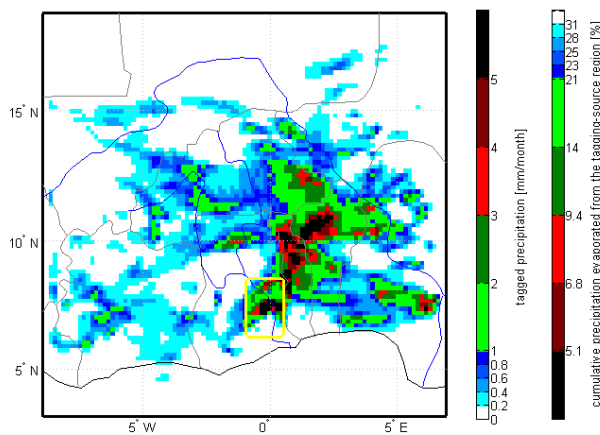 15° N
10° N
5° N
5° W
0°
5° E
5
4
3
2
1
0.8
0.6
0.4
0.2
0
tagged precipitation [mm/month]
31
28
23
21
14
9.4
6.8
5.1
cumulative precipitation evaporated from the tagging-source region [%]